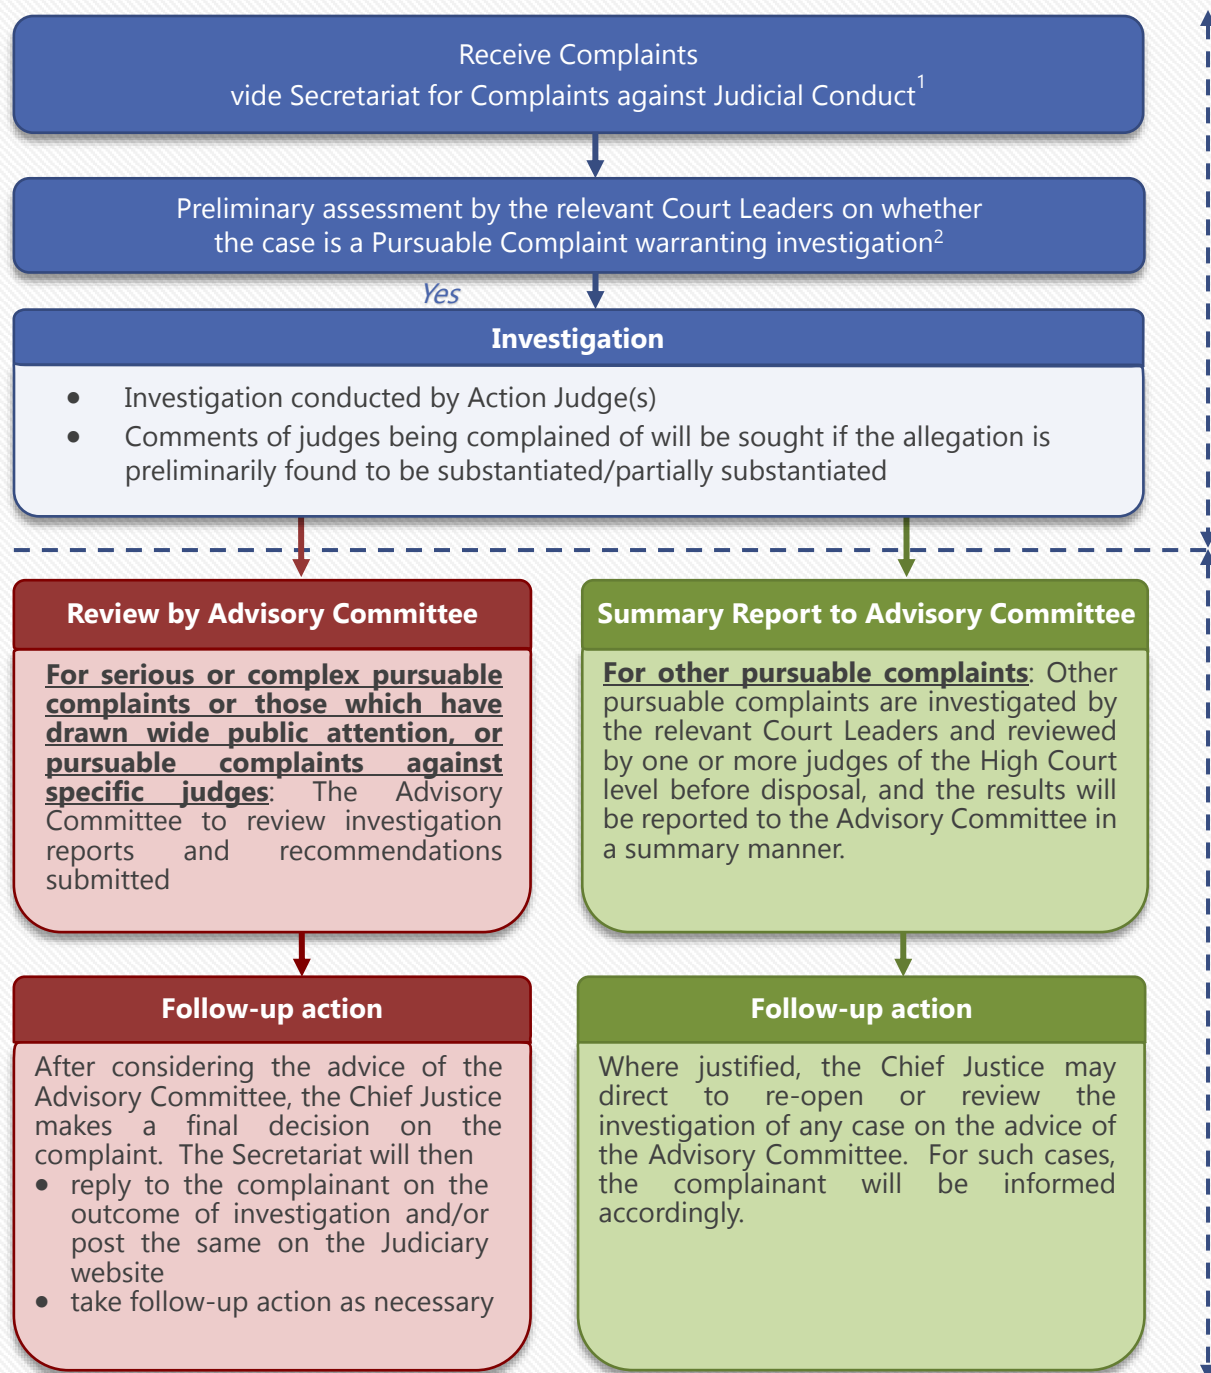 Receive Complaints
vide Secretariat for Complaints against Judicial Conduct1
Preliminary assessment by the relevant Court Leaders on whether
the case is a Pursuable Complaint warranting investigation2
Yes
Investigation
• Investigation conducted by Action Judge(s)
• Comments of judges being complained of will be sought if the allegation is
preliminarily found to be substantiated/partially substantiated
Review by Advisory Committee
For serious or complex pursuable
complaints or those which have
drawn wide public attention, or
pursuable complaints against
specific judges: The Advisory
Committee to review investigation
reports and recommendations
submitted
Summary Report to Advisory Committee
For other pursuable complaints: Other
pursuable complaints are investigated by
the relevant Court Leaders and reviewed
by one or more judges of the High Court
level before disposal, and the results will
be reported to the Advisory Committee in
a summary manner.
Follow-up action
After considering the advice of the
Advisory Committee, the Chief Justice
makes a final decision on the
complaint. The Secretariat will then
• reply to the complainant on the
outcome of investigation and/or
post the same on the Judiciary
website
• take follow-up action as necessary
Follow-up action
Where justified, the Chief Justice may
direct to re-open or review the
investigation of any case on the advice of
the Advisory Committee. For such cases,
the complainant will be informed
accordingly.